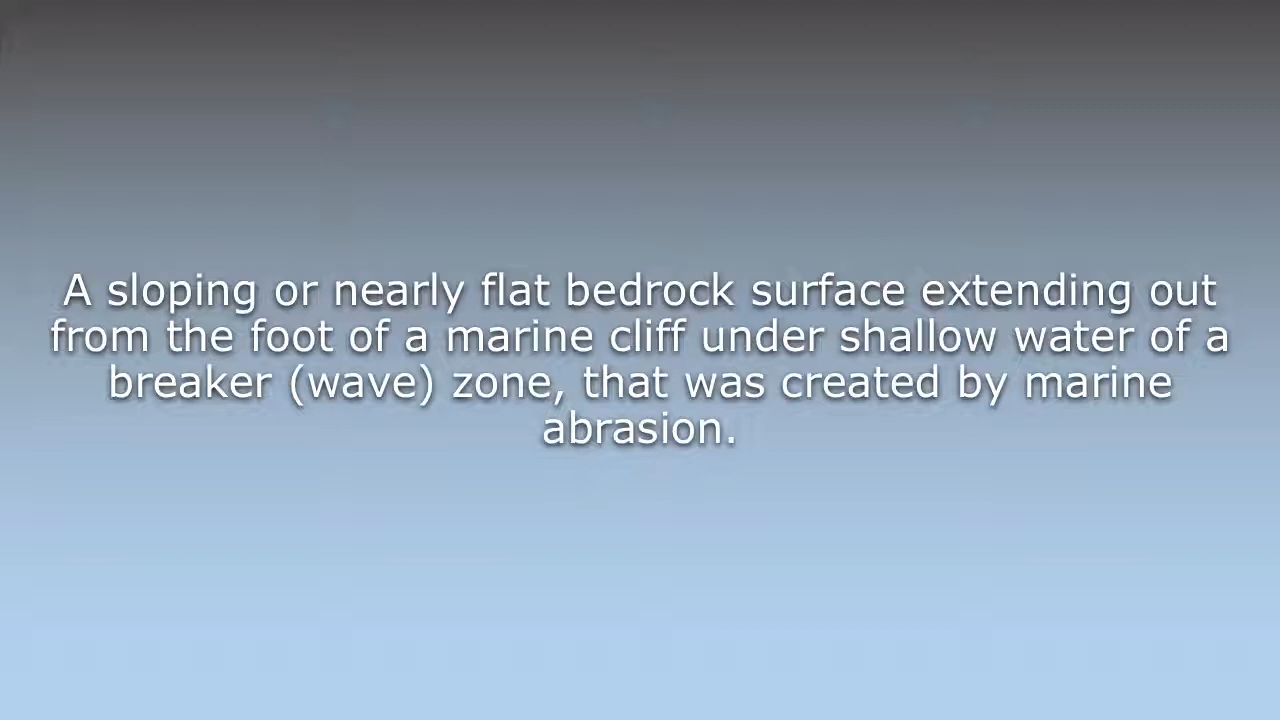 A sloping or nearly flat bedrock surface extending out
from the foot of a marine cliff under shallow water of a
breaker (wave) zone, that was created by marine
abrasion.